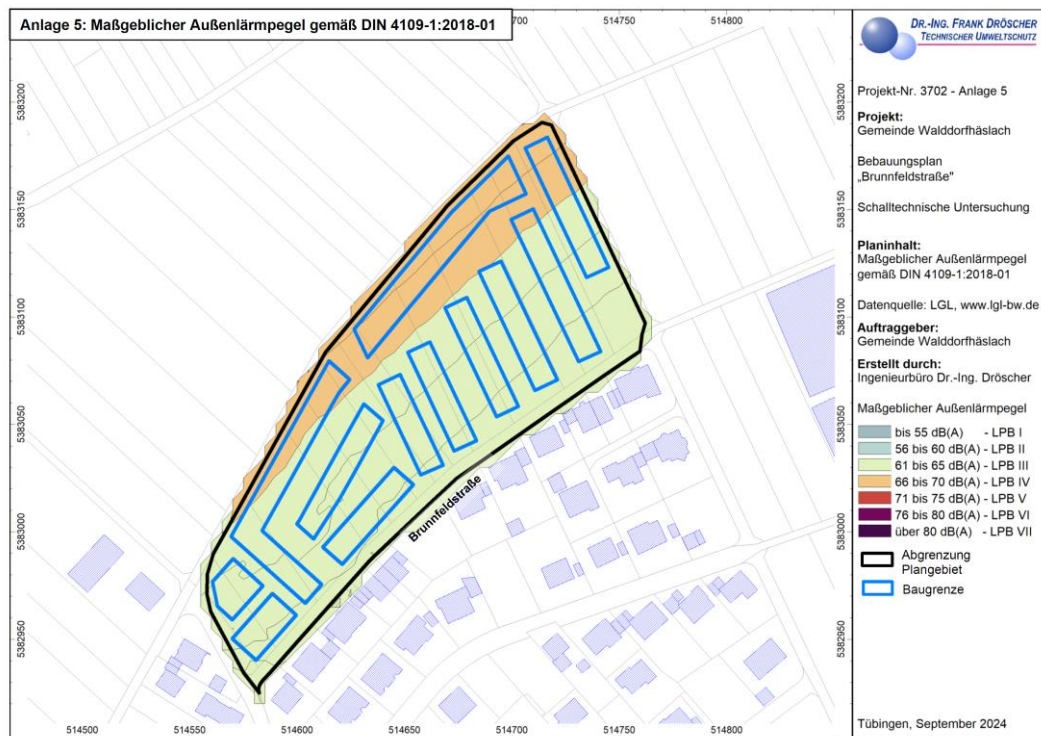 Anlage 5: Maßgeblicher Außenlärmpegel gemäß DIN 4109-1:2018-01
514700
514750
514800
5383200
5383150
5383100
5383050
5383000
5382950
5383200
5383150
5383100
5383050
5383000
5382950
Brunnfeldstraße
514500
514550
514600
514650
514700
514750
514800
DR.-ING. FRANK DRÖSCHER
TECHNISCHER UMWELTSCHUTZ
Projekt-Nr. 3702 - Anlage 5
Projekt:
Gemeinde Walddorfhäslach
Bebauungsplan
„Brunnfeldstraße"
Schalltechnische Untersuchung
Planinhalt:
Maßgeblicher Außenlärmpegel
gemäß DIN 4109-1:2018-01
Datenquelle: LGL, www.lgl-bw.de
Auftraggeber:
Gemeinde Walddorfhäslach
Erstellt durch:
Ingenieurbüro Dr.-Ing. Dröscher
Maßgeblicher Außenlärmpegel
bis 55 dB(A) - LPB I
56 bis 60 dB(A) - LPB II
61 bis 65 dB(A) - LPB III
66 bis 70 dB(A) - LPB IV
71 bis 75 dB(A) - LPB V
76 bis 80 dB(A) - LPB VI
über 80 dB(A) - LPB VII
Abgrenzung
Plangebiet
Baugrenze
Tübingen, September 2024